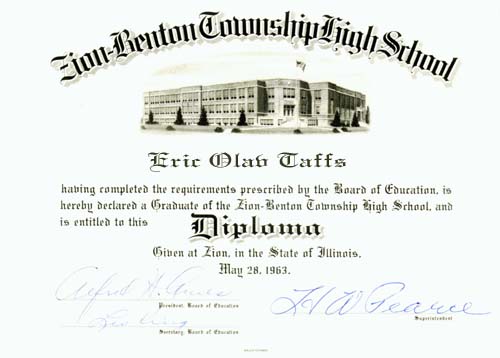 Zion-Benton Township High School
Eric Olav Taffs
having completed the requirements prescribed by the Board of Education, is
hereby declared a Graduate of the Zion-Benton Township High School, and
is entitled to this Diploma
Given at Zion, in the State of Illinois,
May 28, 1963.
President, Board of Education
H W Pearce
Superintendent
Secretary, Board of Education